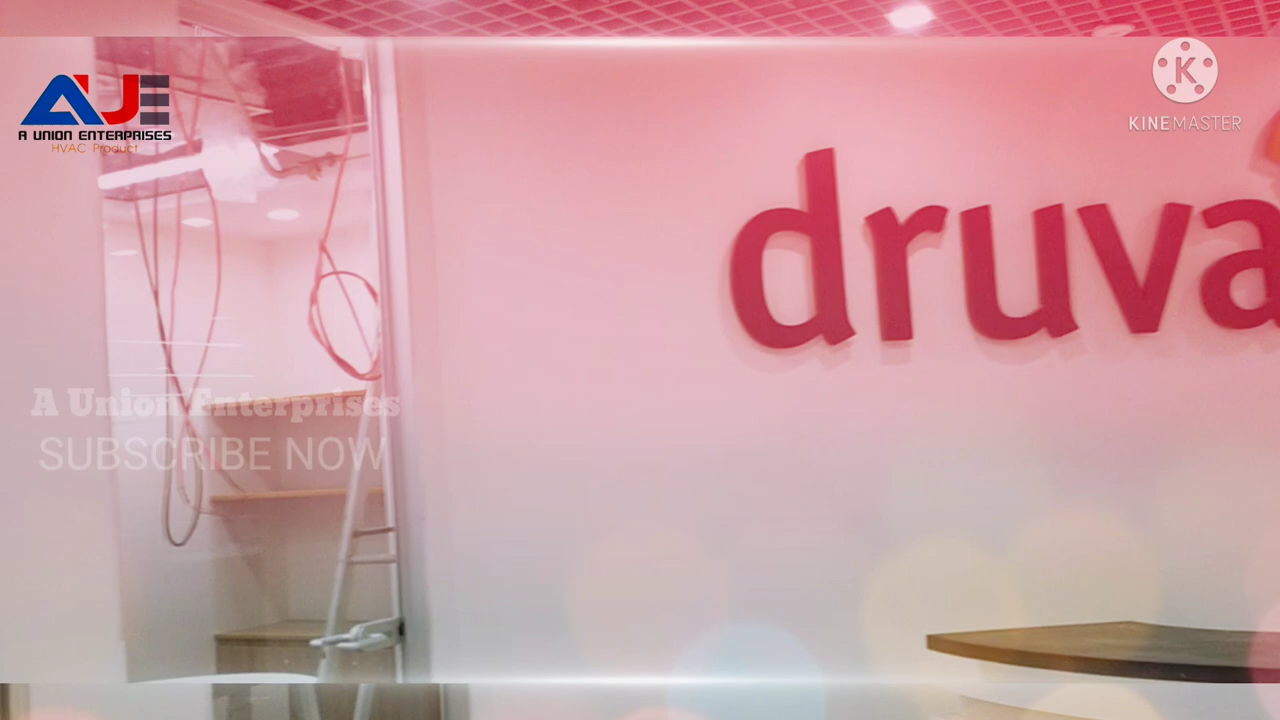 AUE
A UNION ENTERPRISES
HVAC Product
K
KINEMASTER
druva
A Union Enterprises
SUBSCRIBE NOW